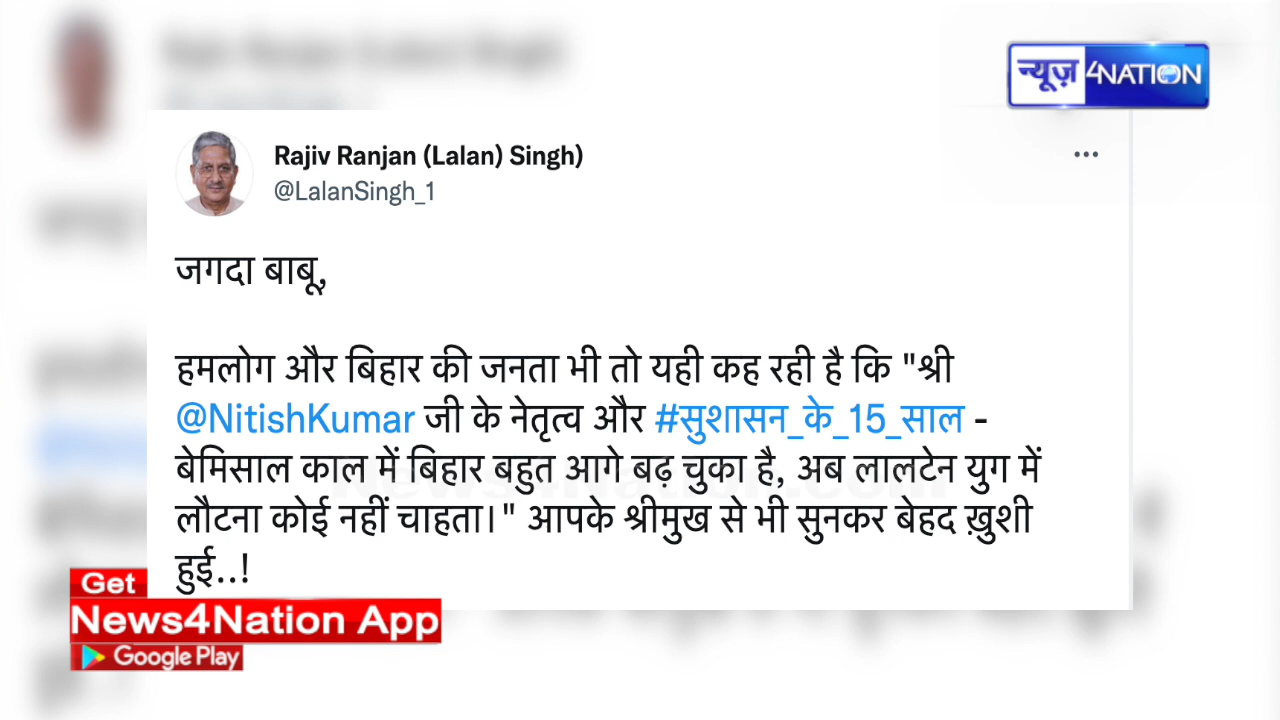 न्यूज़ 4NATION
Rajiv Ranjan (Lalan) Singh)
@LalanSingh_1
जगदा बाबू,
हमलोग और बिहार की जनता भी तो यही कह रही है कि "श्री
@NitishKumar जी के नेतृत्व और #सुशासन_के_15_साल -
बेमिसाल काल में बिहार बहुत आगे बढ़ चुका है, अब लालटेन युग में
लौटना कोई नहीं चाहता।" आपके श्रीमुख से भी सुनकर बेहद ख़ुशी
हुई..!
Get
News4Nation App
Google Play